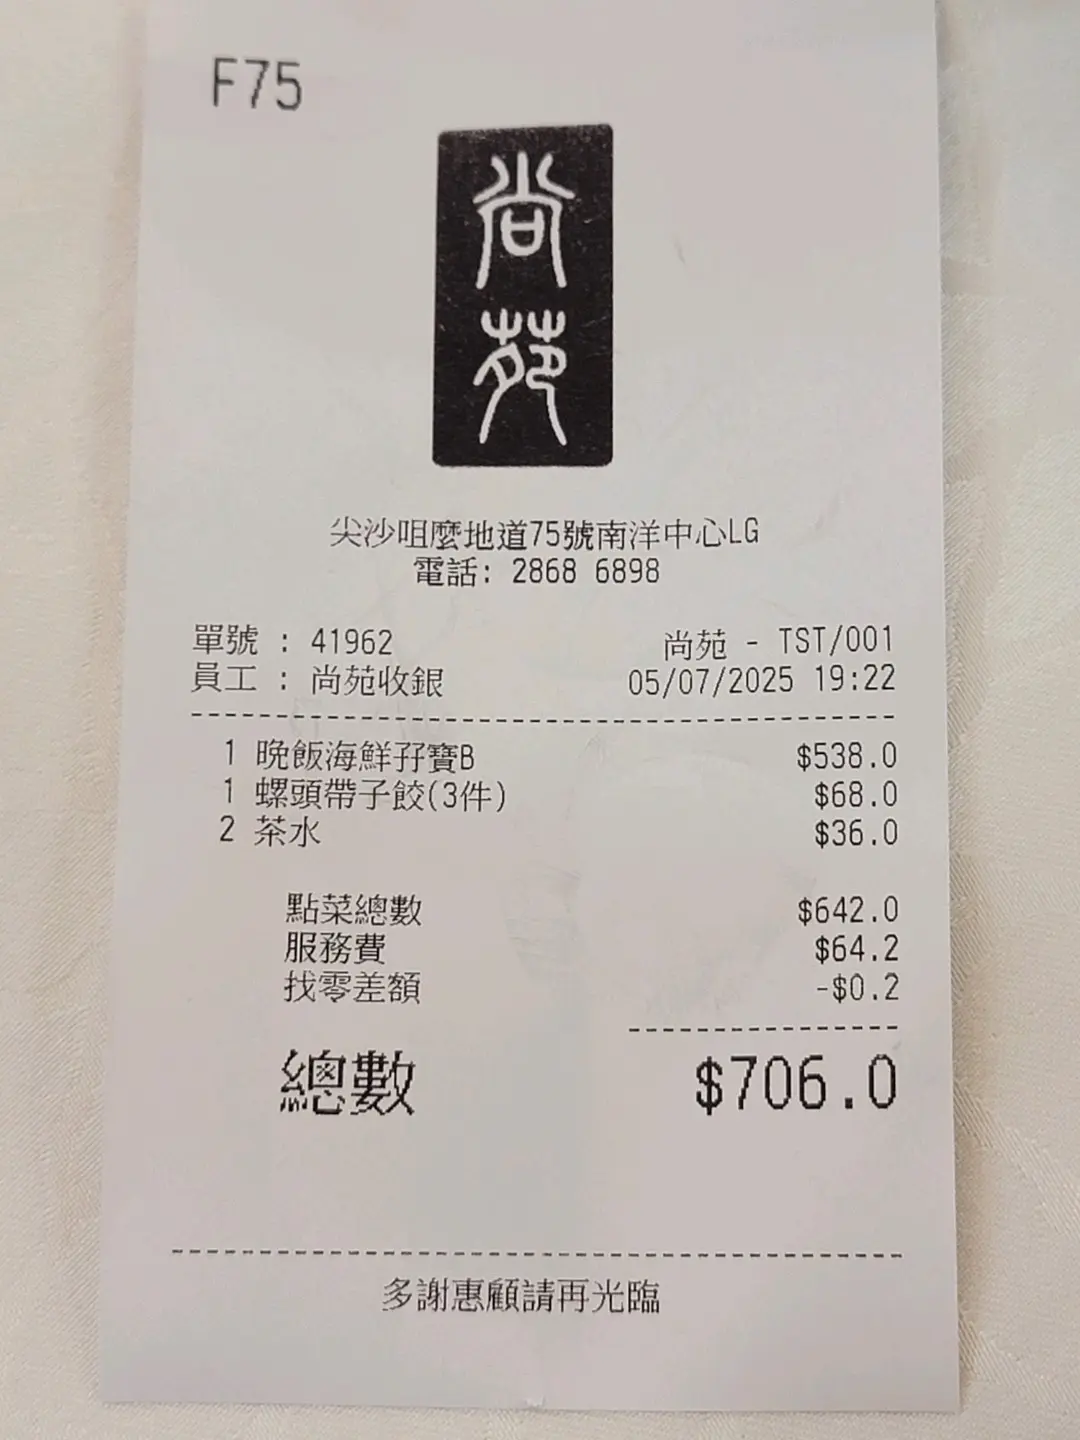 F75
尚苑
尖沙咀麼地道75號南洋中心LG
電話: 2868 6898
單號 : 41962 尚苑 - TST/001
員工 : 尚苑收銀 05/07/2025 19:22
1 晚飯海鮮孖寶B $538.0
1 螺頭帶子餃(3件) $68.0
2 茶水 $36.0
點菜總數 $642.0
服務費 $64.2
找零差額 -$0.2
總數 $706.0
多謝惠顧請再光臨